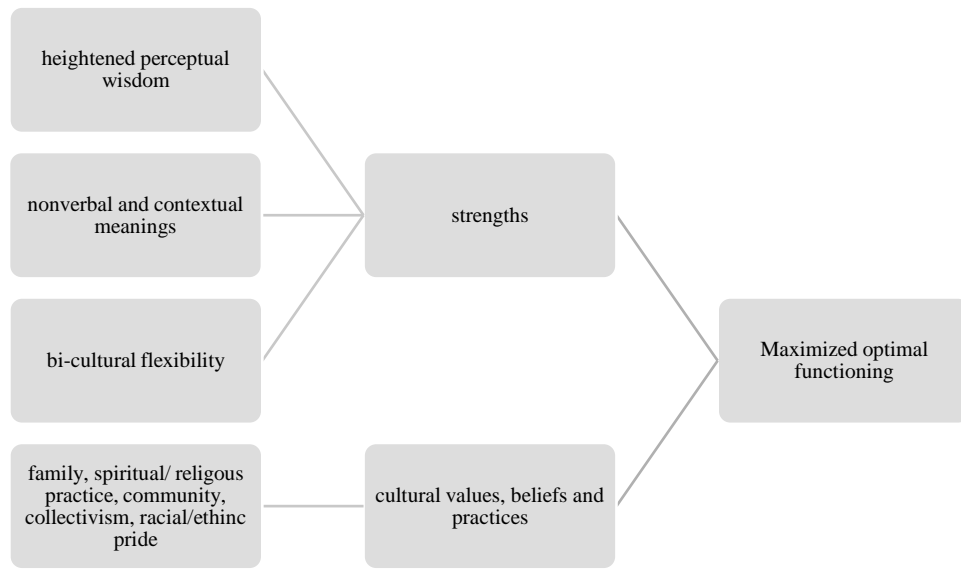 heightened perceptual
wisdom
nonverbal and contextual
meanings
strengths
bi-cultural flexibility
Maximized optimal
functioning
family, spiritual/ religous
practice, community,
collectivism, racial/ethinc
pride
cultural values, beliefs and
practices